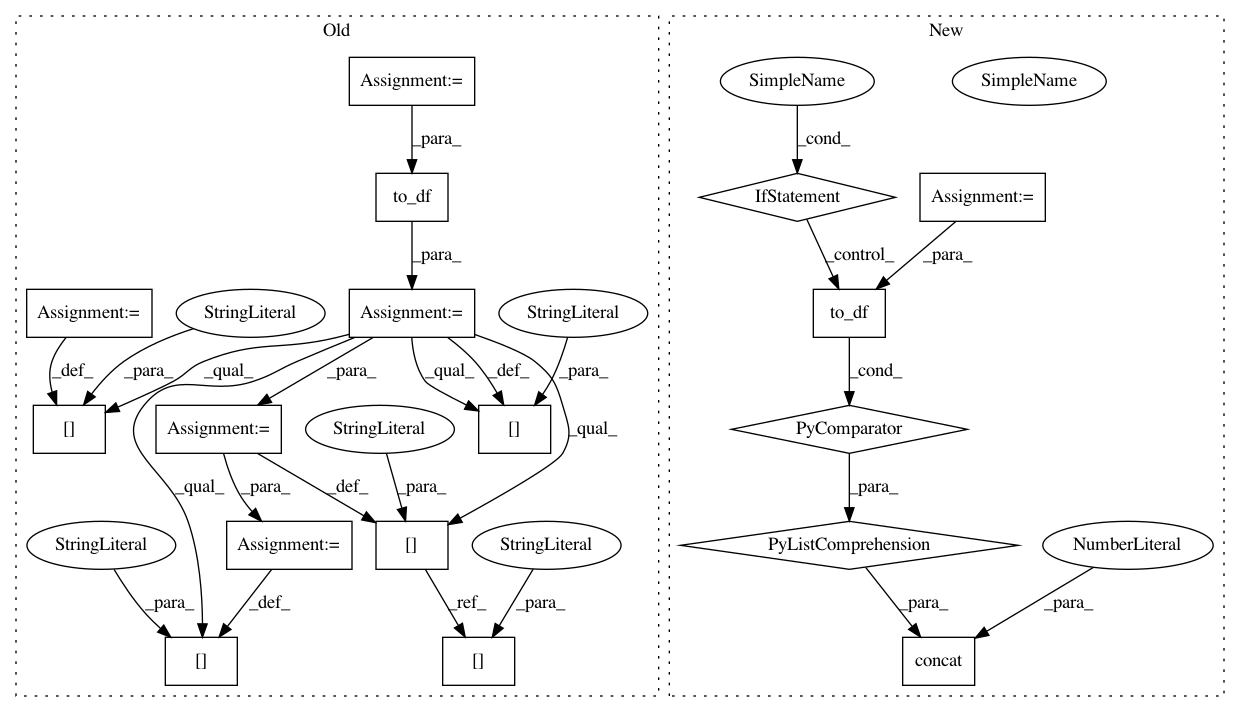 Old
New
Assignment:=
SimpleName
SimpleName
_para_
_cond_
to_df
IfStatement
Assignment:=
_para_
_control_
_para_
Assignment:=
StringLiteral
Assignment:=
StringLiteral
to_df
_def_
_para_
_qual_
_para_
_qual_
_def_
_para_
_cond_
[]
Assignment:=
StringLiteral
[]
_qual_
PyComparator
_qual_
_para_
_def_
_para_
_para_
StringLiteral
Assignment:=
[]
StringLiteral
PyListComprehension
NumberLiteral
_para_
_def_
_ref_
_para_
_para_
_para_
[]
[]
concat